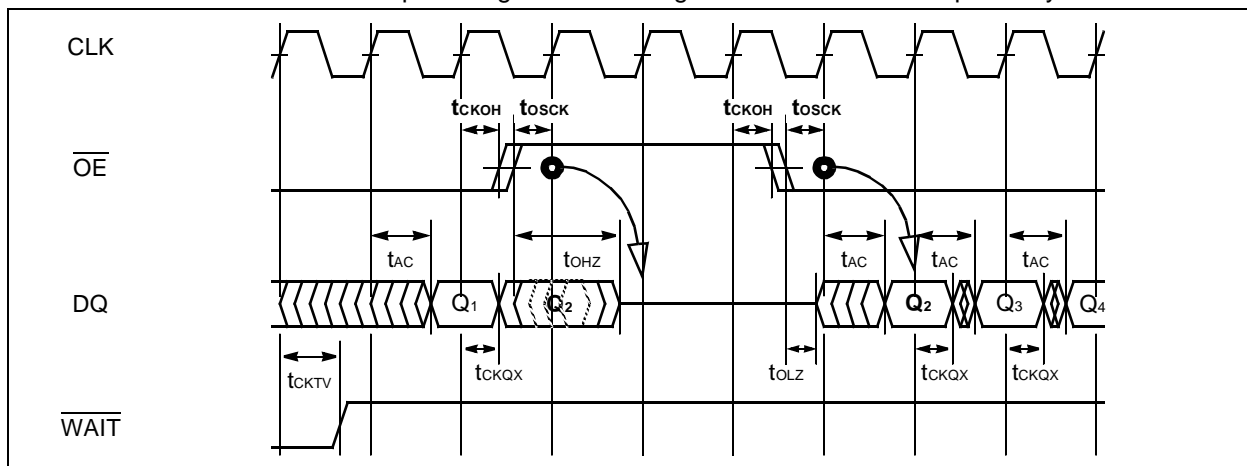 CLK
tCKOH tOSCK tCKOH tOSCK
OE
tAC tOHZ tAC tAC tAC
DQ Q1 Q2 Q2 Q3 Q4
tCKTV tCKQX tOLZ tCKQX tCKQX
WAIT